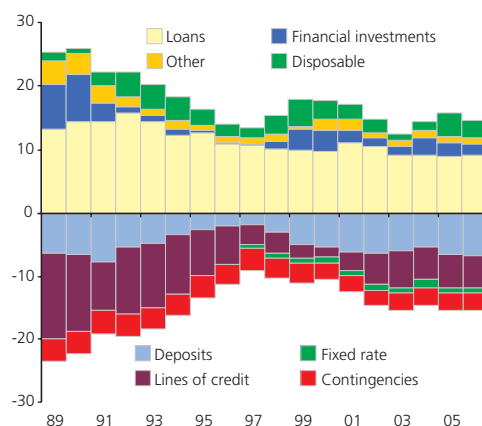 30
Loans
Financial investments
Other
Disposable
20
10
0
-10
-20
Deposits
Fixed rate
Lines of credit
Contingencies
-30
89 91 93 95 97 99 01 03 05